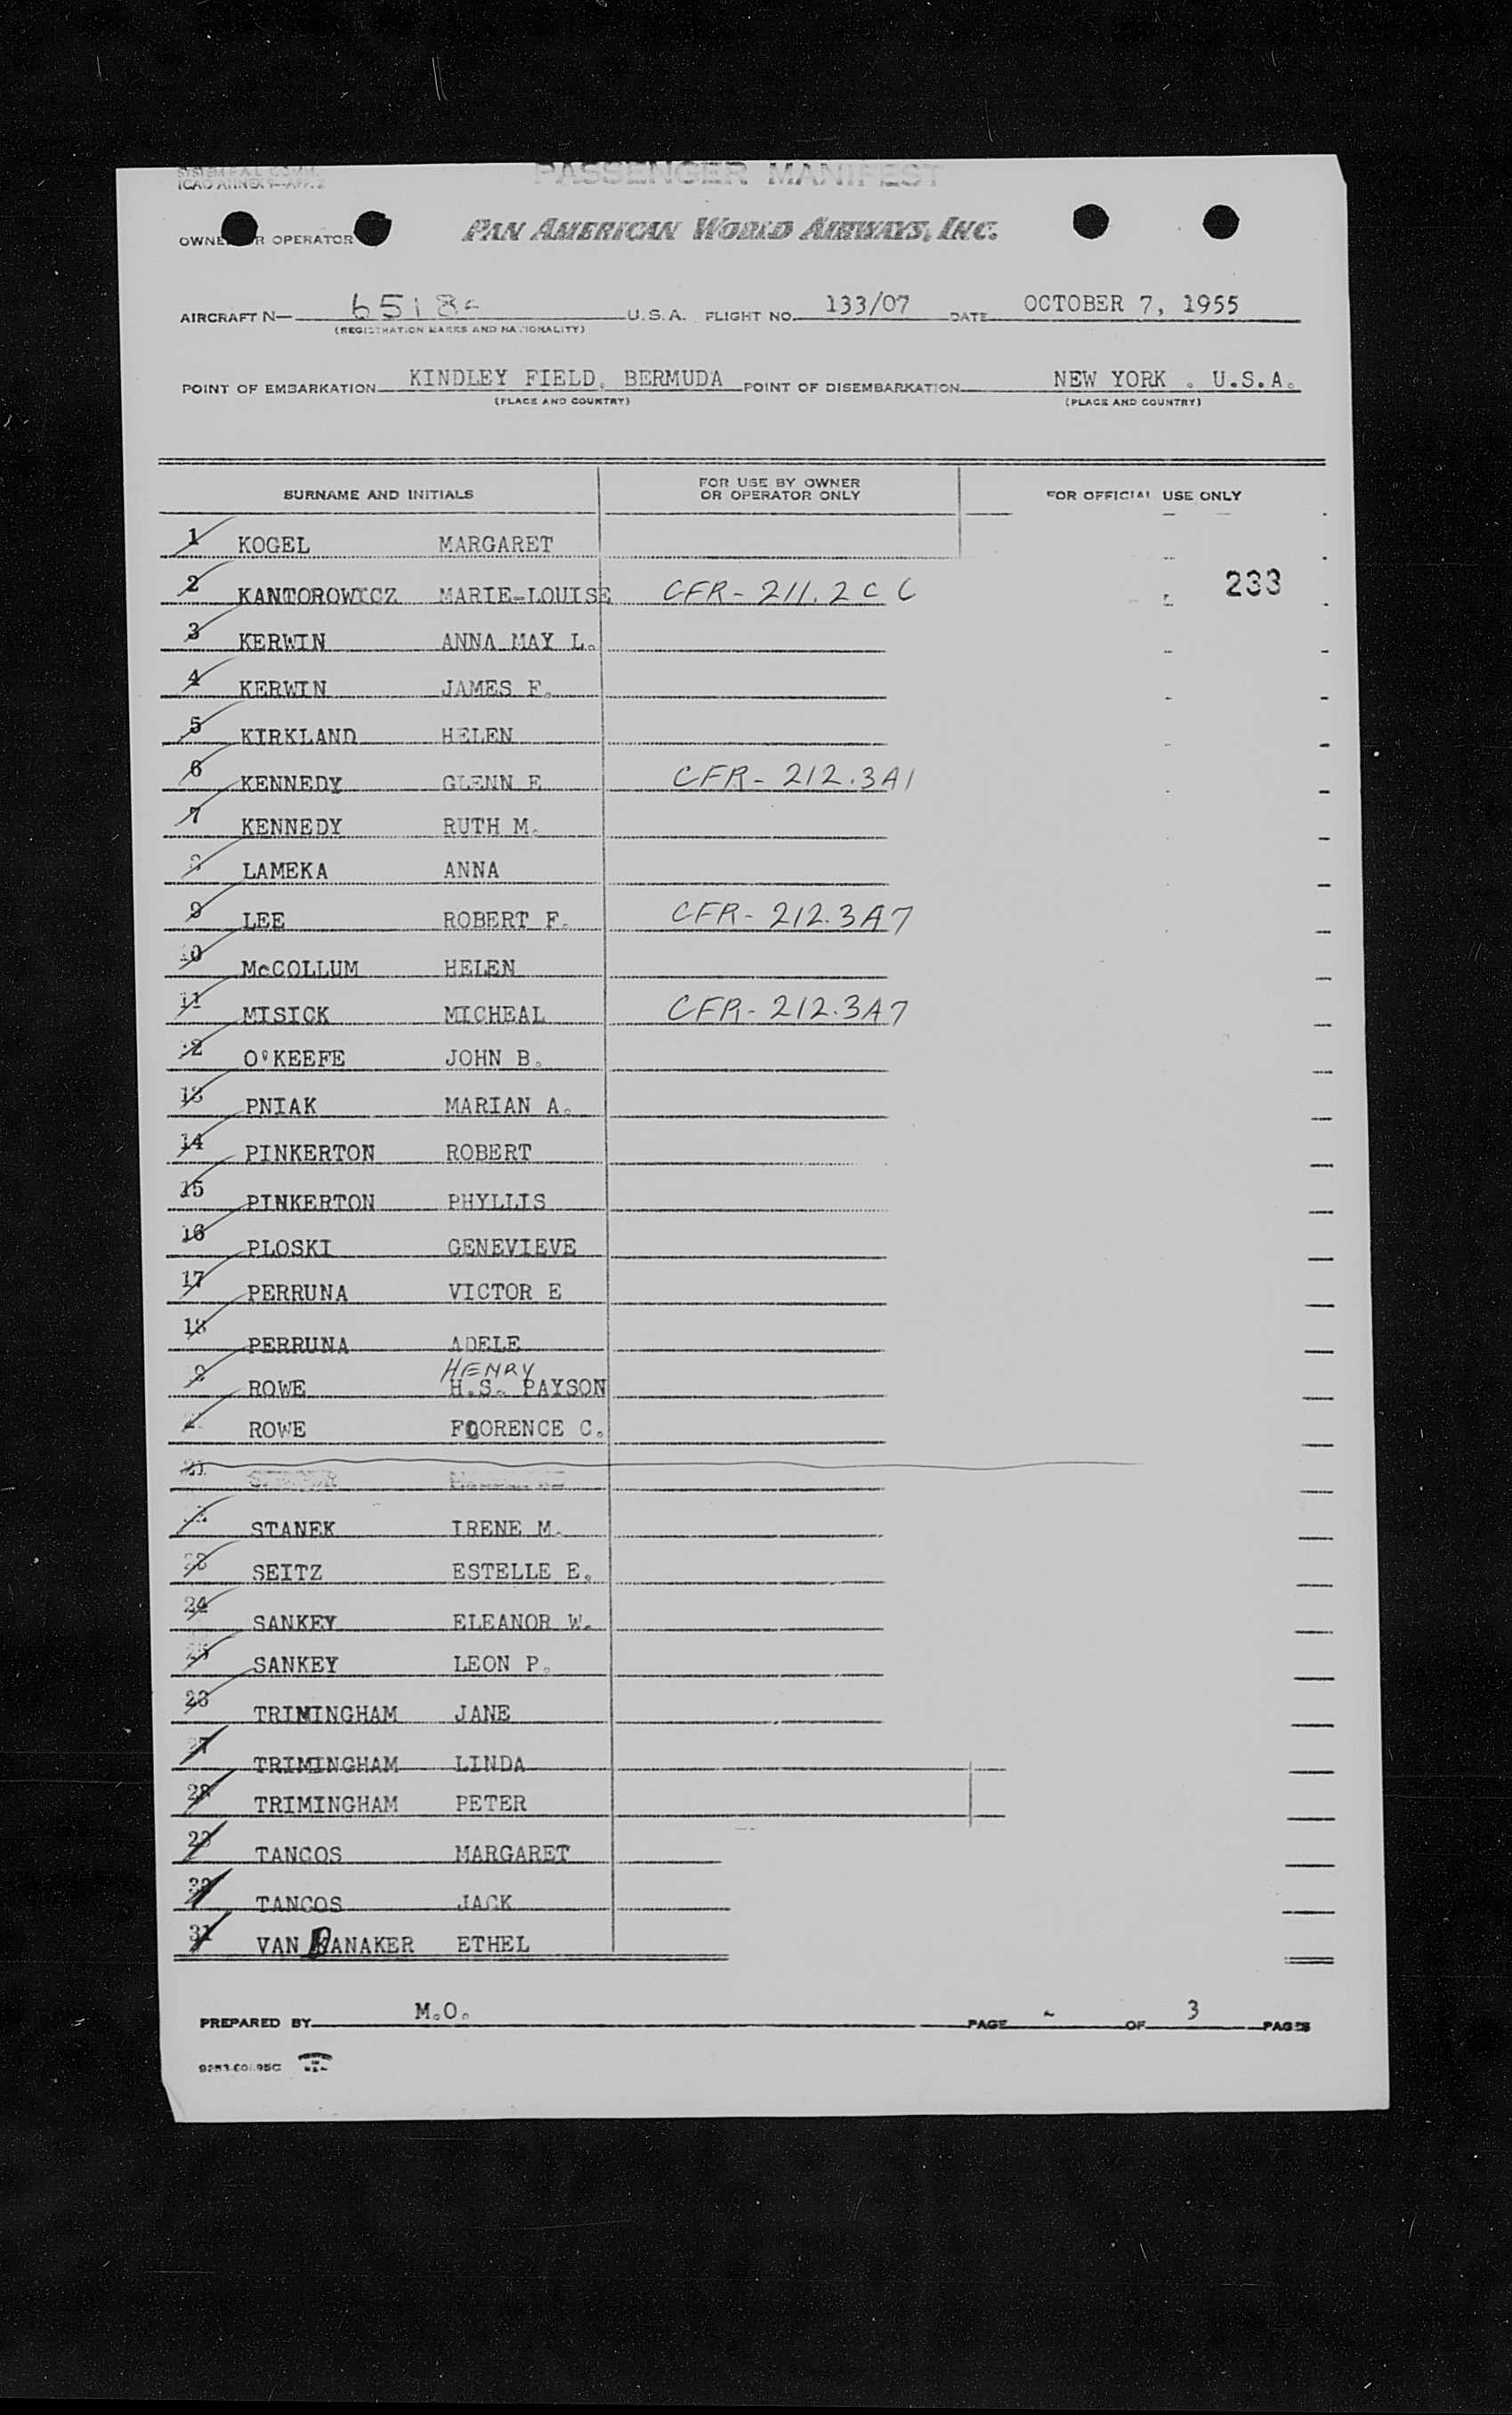 PASSENGER MANIFEST
OWNER OR OPERATOR PAN AMERICAN WORLD AIRWAYS, INC.
AIRCRAFT N— U.S.A. FLIGHT NO. 133/07 DATE OCTOBER 7, 1955
(REGISTRATION MARKS AND NATIONALITY)
POINT OF EMBARKATION KINDLEY FIELD. BERMUDA POINT OF DISEMBARKATION NEW YORK . U.S.A.
(PLACE AND COUNTRY) (PLACE AND COUNTRY)
SURNAME AND INITIALS FOR USE BY OWNER OR OPERATOR ONLY FOR OFFICIAL USE ONLY
1 KOGEL MARGARET
2 KANTOROWICZ MARIE-LOUISE CFR- 211.2 C C 233
3 KERWIN ANNA MAY L.
4 KERWIN JAMES F.
5 KIRKLAND HELEN
6 KENNEDY GLENN E CFR- 212.3A1
7 KENNEDY RUTH M.
8 LAMEKA ANNA
9 LEE ROBERT F. CFR- 212.3A7
10 McCOLLUM HELEN
11 MISICK MICHEAL CFR- 212.3A7
12 O'KEEFE JOHN B.
13 PNIAK MARIAN A.
14 PINKERTON ROBERT
15 PINKERTON PHYLLIS
16 PLOSKI GENEVIEVE
17 PERRUNA VICTOR E
18 PERRUNA ADELE
HENRY
ROWE H.S. PAYSON
ROWE FLORENCE C.
21
STANEK IRENE M.
23 SEITZ ESTELLE E.
24 SANKEY ELEANOR W.
25 SANKEY LEON P.
26 TRIMINGHAM JANE
27 TRIMINGHAM LINDA
28 TRIMINGHAM PETER
29 TANCOS MARGARET
30 TANCOS JACK
31 VAN DANAKER ETHEL
PREPARED BY M.O. PAGE OF 3 PAGES